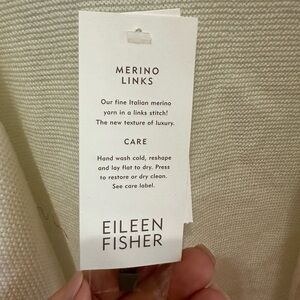 MERINO
LINKS
Our fine Italian merino
yarn in a links stitch!
The new texture of luxury.
CARE
Hand wash cold, reshape
and lay flat to dry. Press
to restore or dry clean.
See care label.
EILEEN
FISHER